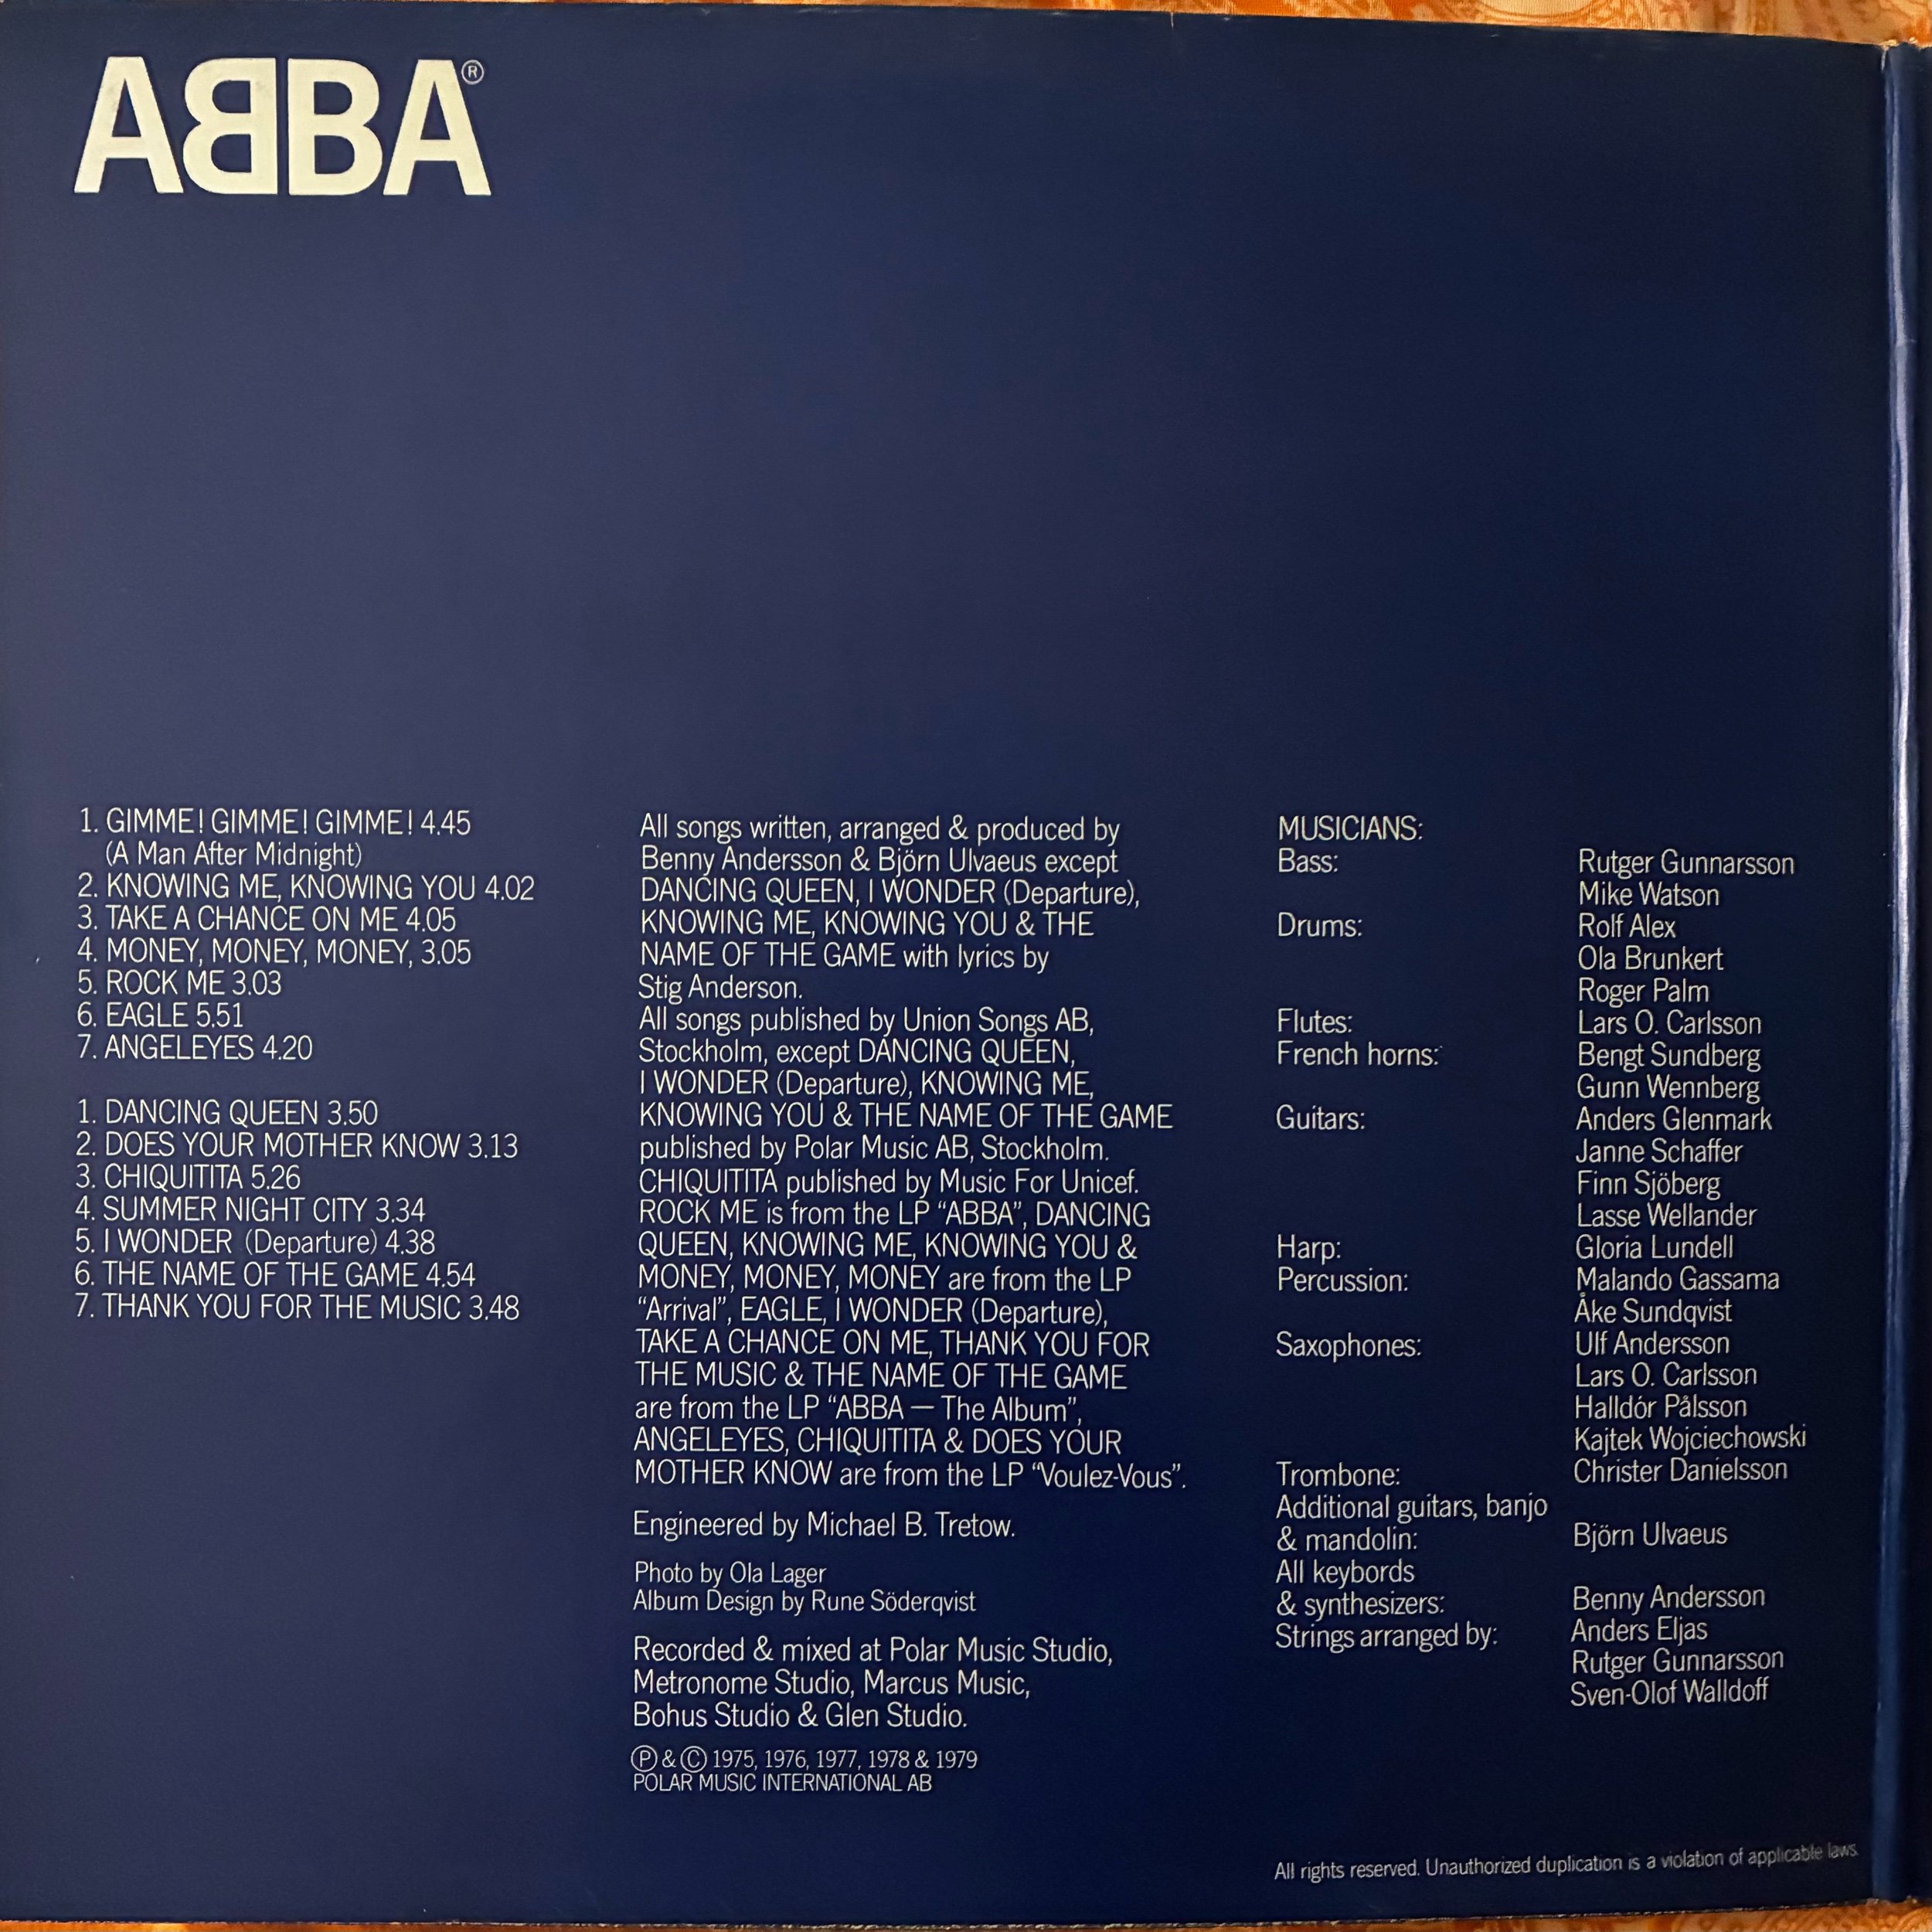 ABBA®
1. GIMME! GIMME! GIMME! 4.45
(A Man After Midnight)
2. KNOWING ME, KNOWING YOU 4.02
3. TAKE A CHANCE ON ME 4.05
4. MONEY, MONEY, MONEY, 3.05
5. ROCK ME 3.03
6. EAGLE 5.51
7. ANGELEYES 4.20
1. DANCING QUEEN 3.50
2. DOES YOUR MOTHER KNOW 3.13
3. CHIQUITITA 5.26
4. SUMMER NIGHT CITY 3.34
5. I WONDER (Departure) 4.38
6. THE NAME OF THE GAME 4.54
7. THANK YOU FOR THE MUSIC 3.48
All songs written, arranged & produced by
Benny Andersson & Björn Ulvaeus except
DANCING QUEEN, I WONDER (Departure),
KNOWING ME, KNOWING YOU & THE
NAME OF THE GAME with lyrics by
Stig Anderson.
All songs published by Union Songs AB,
Stockholm, except DANCING QUEEN,
I WONDER (Departure), KNOWING ME,
KNOWING YOU & THE NAME OF THE GAME
published by Polar Music AB, Stockholm.
CHIQUITITA published by Music For Unicef.
ROCK ME is from the LP “ABBA”, DANCING
QUEEN, KNOWING ME, KNOWING YOU &
MONEY, MONEY, MONEY are from the LP
“Arrival”, EAGLE, I WONDER (Departure),
TAKE A CHANCE ON ME, THANK YOU FOR
THE MUSIC & THE NAME OF THE GAME
are from the LP “ABBA — The Album”,
ANGELEYES, CHIQUITITA & DOES YOUR
MOTHER KNOW are from the LP “Voulez-Vous”.
Engineered by Michael B. Tretow.
Photo by Ola Lager
Album Design by Rune Söderqvist
Recorded & mixed at Polar Music Studio,
Metronome Studio, Marcus Music,
Bohus Studio & Glen Studio.
Ⓟ & © 1975, 1976, 1977, 1978 & 1979
POLAR MUSIC INTERNATIONAL AB
MUSICIANS:
Bass: Rutger Gunnarsson
Mike Watson
Drums: Rolf Alex
Ola Brunkert
Roger Palm
Flutes: Lars O. Carlsson
French horns: Bengt Sundberg
Gunn Wennberg
Guitars: Anders Glenmark
Janne Schaffer
Finn Sjöberg
Lasse Wellander
Harp: Gloria Lundell
Percussion: Malando Gassama
Åke Sundqvist
Saxophones: Ulf Andersson
Lars O. Carlsson
Halldór Pålsson
Kajtek Wojciechowski
Trombone: Christer Danielsson
Additional guitars, banjo
& mandolin: Björn Ulvaeus
All keybords
& synthesizers: Benny Andersson
Strings arranged by: Anders Eljas
Rutger Gunnarsson
Sven-Olof Walldoff
All rights reserved. Unauthorized duplication is a violation of applicable laws.